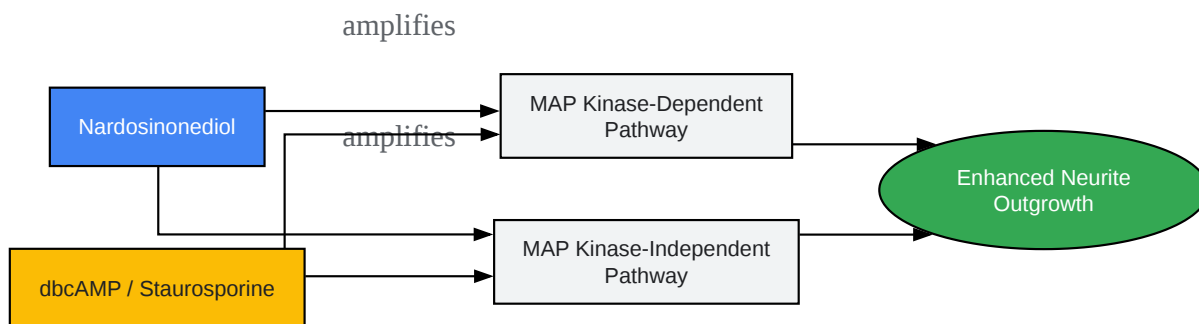 amplifies
Nardosinonediol
MAP Kinase-Dependent
Pathway
amplifies
Enhanced Neurite
Outgrowth
MAP Kinase-Independent
Pathway
dbcAMP / Staurosporine